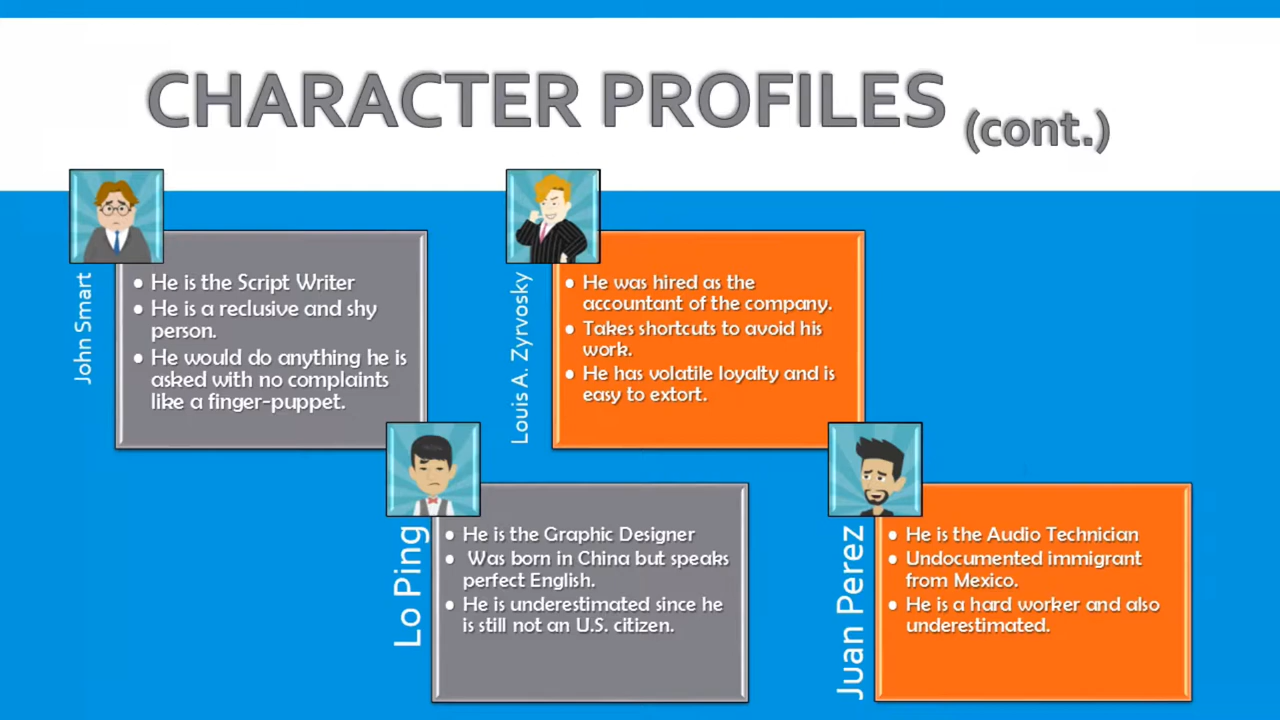 CHARACTER PROFILES (cont.)
John Smart
• He is the Script Writer
• He is a reclusive and shy
person.
• He would do anything he is
asked with no complaints
like a finger-puppet.
Louis A. Zyrvosky
• He was hired as the
accountant of the company.
• Takes shortcuts to avoid his
work.
• He has volatile loyalty and is
easy to extort.
Lo Ping
• He is the Graphic Designer
• Was born in China but speaks
perfect English.
• He is underestimated since he
is still not an U.S. citizen.
Juan Perez
• He is the Audio Technician
• Undocumented immigrant
from Mexico.
• He is a hard worker and also
underestimated.